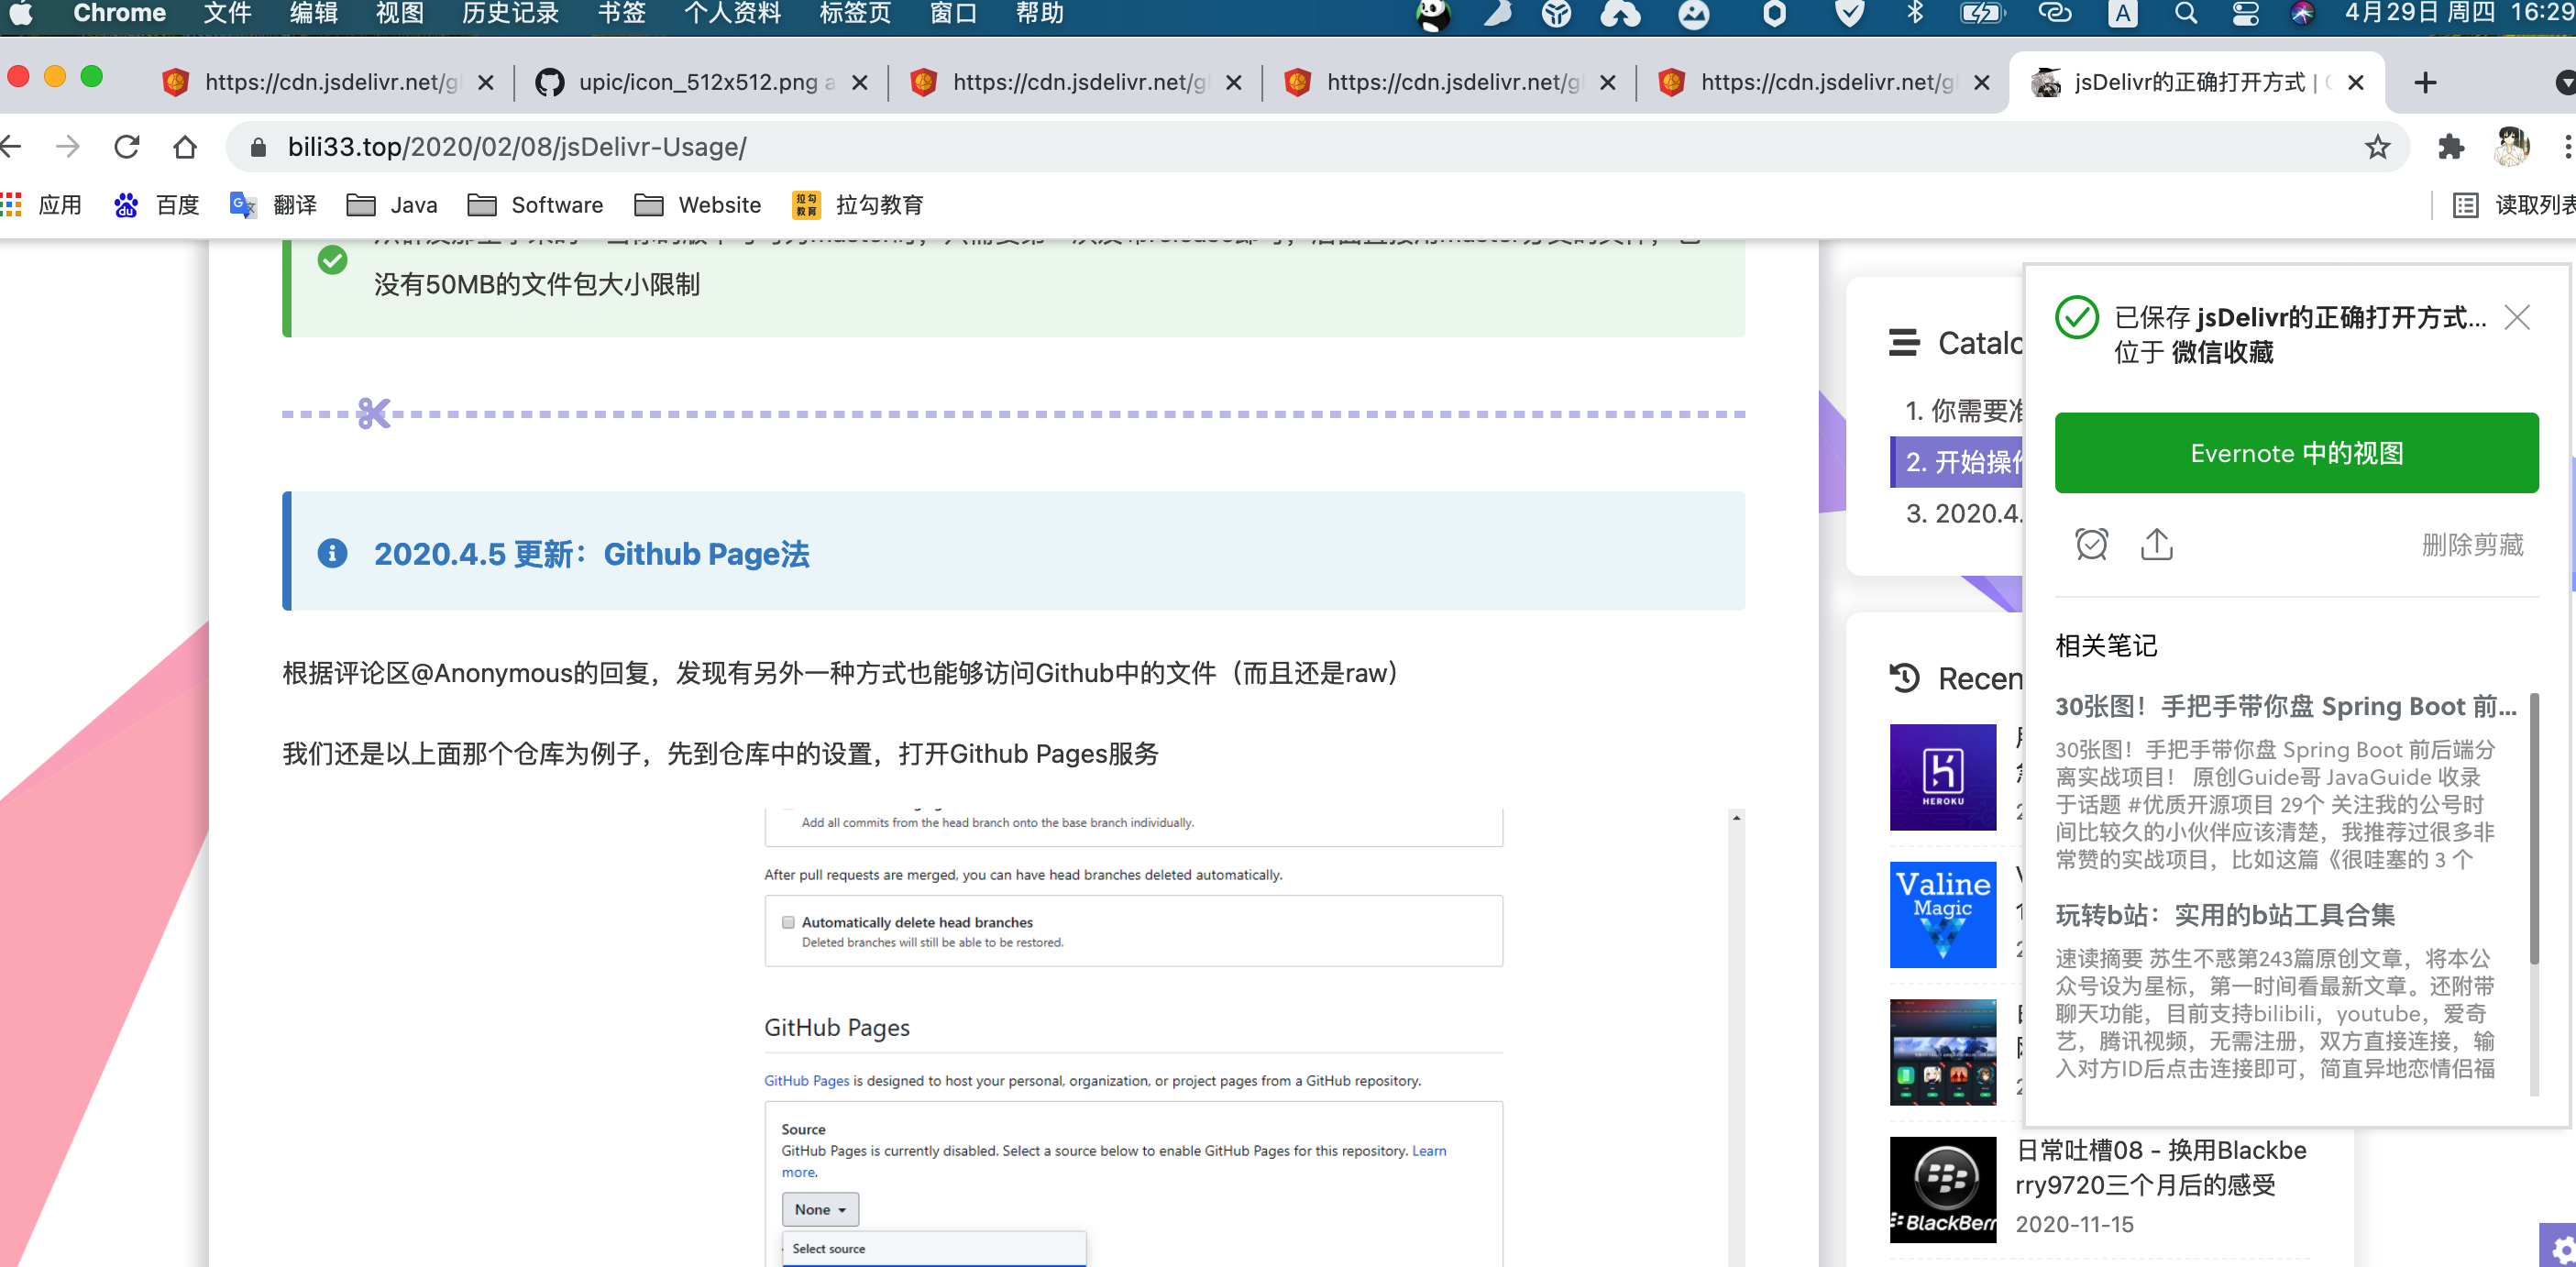 Chrome 文件 编辑 视图 历史记录 书签 个人资料 标签页 窗口 帮助 A 4月29日 周四 16:29
https://cdn.jsdelivr.net/g upic/icon_512x512.png a https://cdn.jsdelivr.net/g https://cdn.jsdelivr.net/g https://cdn.jsdelivr.net/g jsDelivr的正确打开方式 |
bili33.top/2020/02/08/jsDelivr-Usage/
应用 百度 翻译 Java Software Website 拉勾教育 读取列表
没有50MB的文件包大小限制
2020.4.5 更新：Github Page法
根据评论区@Anonymous的回复，发现有另外一种方式也能够访问Github中的文件（而且还是raw）
我们还是以上面那个仓库为例子，先到仓库中的设置，打开Github Pages服务
Add all commits from the head branch onto the base branch individually.
After pull requests are merged, you can have head branches deleted automatically.
Automatically delete head branches
Deleted branches will still be able to be restored.
GitHub Pages
GitHub Pages is designed to host your personal, organization, or project pages from a GitHub repository.
Source
GitHub Pages is currently disabled. Select a source below to enable GitHub Pages for this repository. Learn
more.
None
Select source
Catalo
1. 你需要准
2. 开始操作
3. 2020.4.
Recen
HEROKU
Valine
Magic
BlackBerr
日常吐槽08 - 换用Blackbe
rry9720三个月后的感受
2020-11-15
已保存 jsDelivr的正确打开方式...
位于 微信收藏
Evernote 中的视图
删除剪藏
相关笔记
30张图！手把手带你盘 Spring Boot 前...
30张图！手把手带你盘 Spring Boot 前后端分
离实战项目！ 原创Guide哥 JavaGuide 收录
于话题 #优质开源项目 29个 关注我的公号时
间比较久的小伙伴应该清楚，我推荐过很多非
常赞的实战项目，比如这篇《很哇塞的 3 个
玩转b站：实用的b站工具合集
速读摘要 苏生不惑第243篇原创文章，将本公
众号设为星标，第一时间看最新文章。还附带
聊天功能，目前支持bilibili，youtube，爱奇
艺，腾讯视频，无需注册，双方直接连接，输
入对方ID后点击连接即可，简直异地恋情侣福